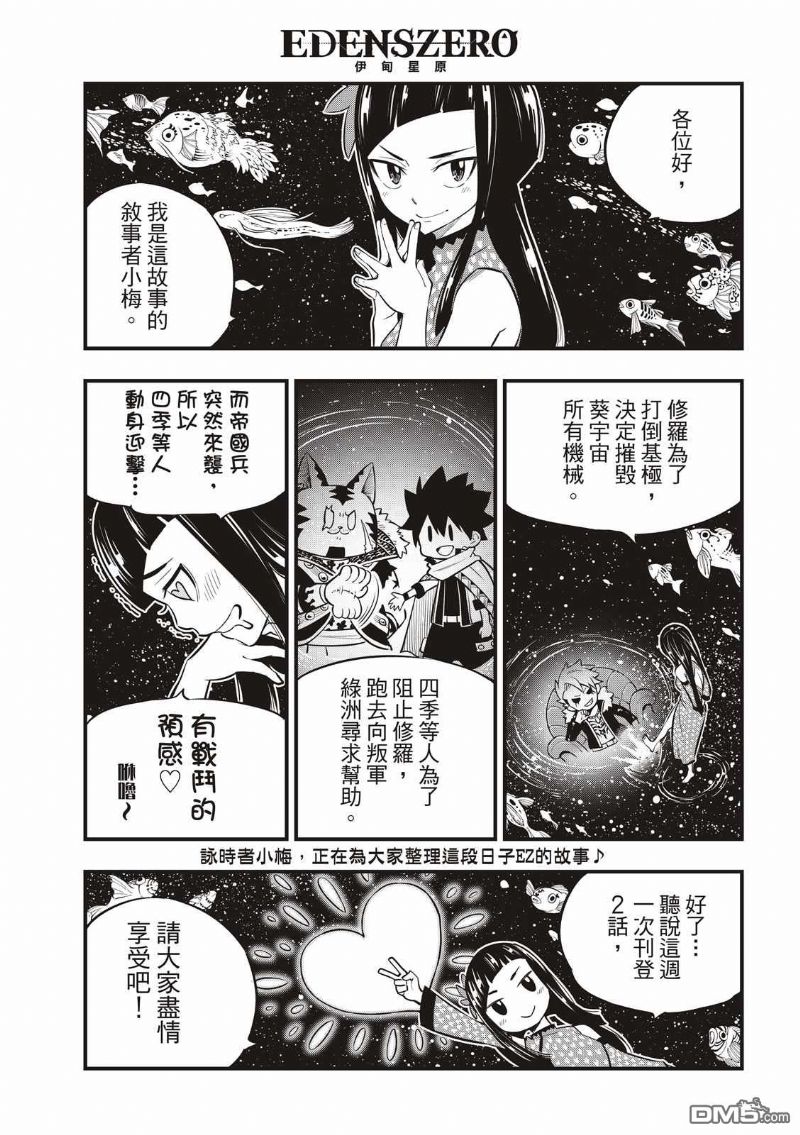 EDENSZERO
伊甸星原
各位好，
我是這故事的
敘事者小梅。
修羅為了
打倒基極，
決定摧毀
葵宇宙
所有機械。
四季等人為了
阻止修羅，
跑去向叛軍
綠洲尋求幫助。
而帝國兵
突然來襲，
所以
四季等人
動身迎擊…
有戰鬥的
預感♡
咻嚕～
詠時者小梅，正在為大家整理這段日子EZ的故事♪
好了…
聽說這週
一次刊登
2話，
請大家盡情
享受吧！
DM5.com